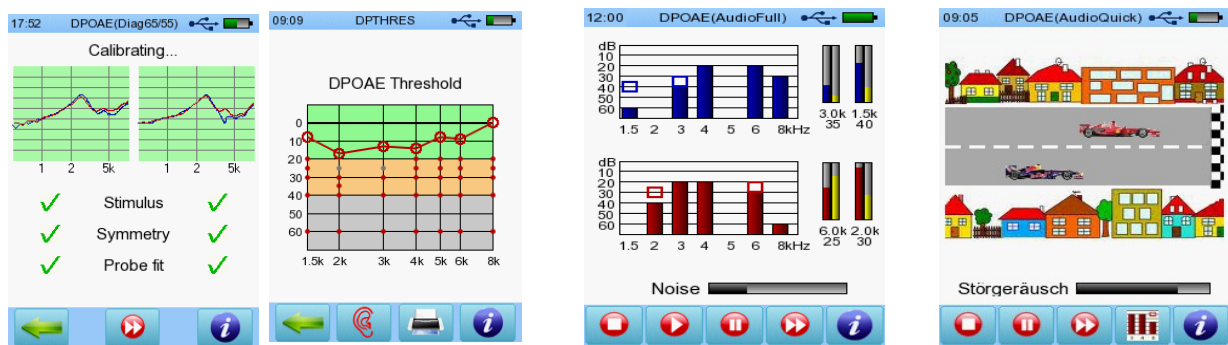 17:52 DPOAE(Diag65/55)
Calibrating...
1 2 5k 1 2 5k
Stimulus
Symmetry
Probe fit
09:09 DPTHRES
DPOAE Threshold
0
10
20
30
40
50
60
1.5k 2k 3k 4k 5k 6k 8k
12:00 DPOAE(AudioFull)
dB
10
20
30
40
50
60
1.5 2 3 4 5 6 8kHz
3.0k 1.5k
35 40
dB
10
20
30
40
50
60
1.5 2 3 4 5 6 8kHz
6.0k 2.0k
25 30
Noise
i
09:05 DPOAE(AudioQuick)
Störgeräusch
i